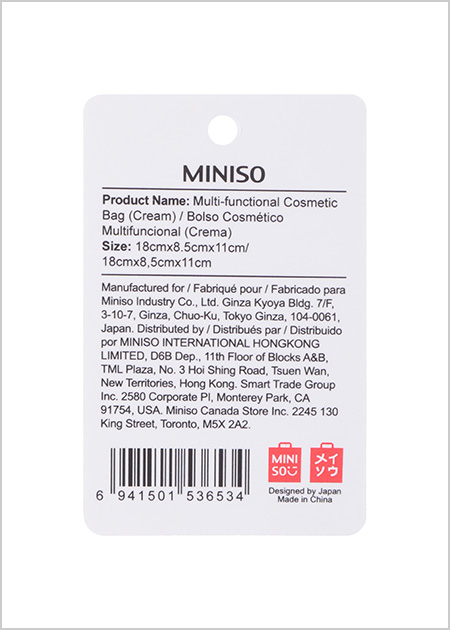 MINISO
Product Name: Multi-functional Cosmetic
Bag (Cream) / Bolso Cosmético
Multifuncional (Crema)
Size: 18cmx8.5cmx11cm/
18cmx8,5cmx11cm
Manufactured for / Fabriqué pour / Fabricado para
Miniso Industry Co., Ltd. Ginza Kyoya Bldg. 7/F,
3-10-7, Ginza, Chuo-Ku, Tokyo Ginza, 104-0061,
Japan. Distributed by / Distribués par / Distribuido
por MINISO INTERNATIONAL HONGKONG
LIMITED, D6B Dep., 11th Floor of Blocks A&B,
TML Plaza, No. 3 Hoi Shing Road, Tsuen Wan,
New Territories, Hong Kong. Smart Trade Group
Inc. 2580 Corporate Pl, Monterey Park, CA
91754, USA. Miniso Canada Store Inc. 2245 130
King Street, Toronto, M5X 2A2.
6 941501 536534
MINI
SO
メイ
ソウ
Designed by Japan
Made in China